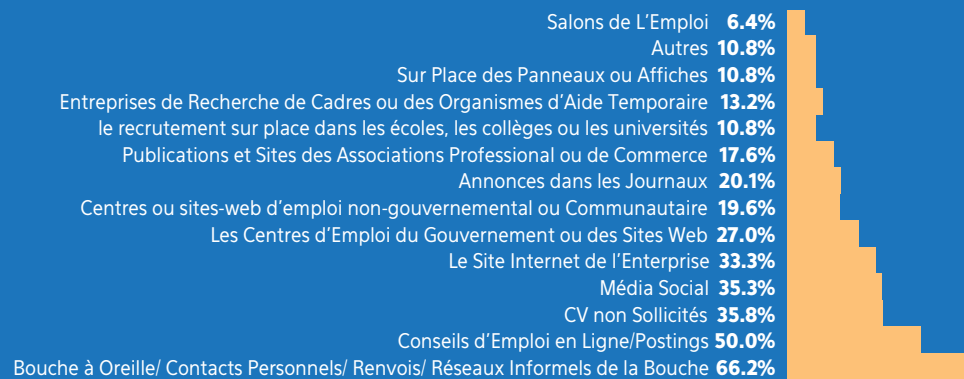 Salons de L'Emploi 6.4%
Autres 10.8%
Sur Place des Panneaux ou Affiches 10.8%
Entreprises de Recherche de Cadres ou des Organismes d'Aide Temporaire 13.2%
le recrutement sur place dans les écoles, les collèges ou les universités 10.8%
Publications et Sites des Associations Professional ou de Commerce 17.6%
Annonces dans les Journaux 20.1%
Centres ou sites-web d'emploi non-gouvernemental ou Communautaire 19.6%
Les Centres d'Emploi du Gouvernement ou des Sites Web 27.0%
Le Site Internet de l'Enterprise 33.3%
Média Social 35.3%
CV non Sollicités 35.8%
Conseils d'Emploi en Ligne/Postings 50.0%
Bouche à Oreille/ Contacts Personnels/ Renvois/ Réseaux Informels de la Bouche 66.2%